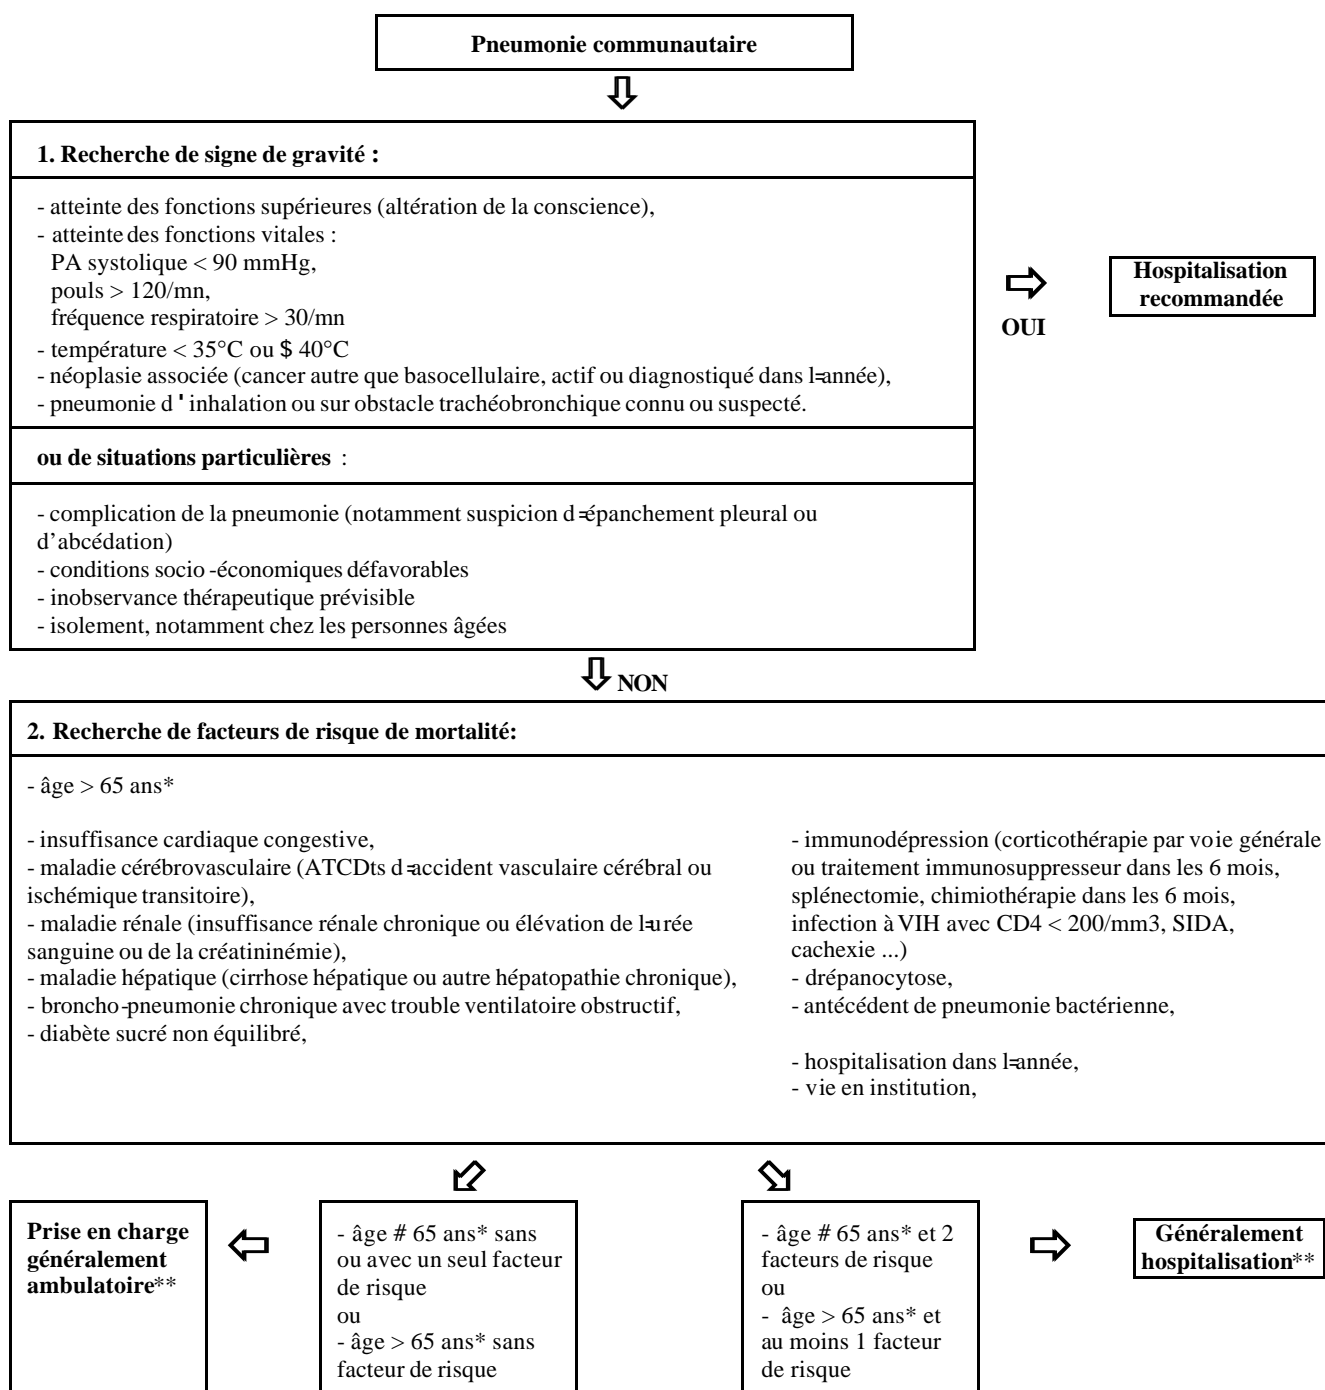 Pneumonie communautaire
1. Recherche de signe de gravité :
- atteinte des fonctions supérieures (altération de la conscience),
- atteinte des fonctions vitales :
PA systolique < 90 mmHg,
pouls > 120/mn,
fréquence respiratoire > 30/mn
- température < 35°C ou $ 40°C
- néoplasie associée (cancer autre que basocellulaire, actif ou diagnostiqué dans l=année),
- pneumonie d ' inhalation ou sur obstacle trachéobronchique connu ou suspecté.
OUI
Hospitalisation
recommandée
ou de situations particulières :
- complication de la pneumonie (notamment suspicion d=épanchement pleural ou
d'abcédation)
- conditions socio-économiques défavorables
- inobservance thérapeutique prévisible
- isolement, notamment chez les personnes âgées
NON
2. Recherche de facteurs de risque de mortalité:
- âge > 65 ans*
- insuffisance cardiaque congestive,
- maladie cérébrovasculaire (ATCDts d=accident vasculaire cérébral ou
ischémique transitoire),
- maladie rénale (insuffisance rénale chronique ou élévation de l=urée
sanguine ou de la créatininémie),
- maladie hépatique (cirrhose hépatique ou autre hépatopathie chronique),
- broncho-pneumonie chronique avec trouble ventilatoire obstructif,
- diabète sucré non équilibré,
- immunodépression (corticothérapie par voie générale
ou traitement immunosuppresseur dans les 6 mois,
splénectomie, chimiothérapie dans les 6 mois,
infection à VIH avec CD4 < 200/mm3, SIDA,
cachexie ...)
- drépanocytose,
- antécédent de pneumonie bactérienne,
- hospitalisation dans l=année,
- vie en institution,
Prise en charge
généralement
ambulatoire**
- âge # 65 ans* sans
ou avec un seul facteur
de risque
ou
- âge > 65 ans* sans
facteur de risque
- âge # 65 ans* et 2
facteurs de risque
ou
- âge > 65 ans* et
au moins 1 facteur
de risque
Généralement
hospitalisation**